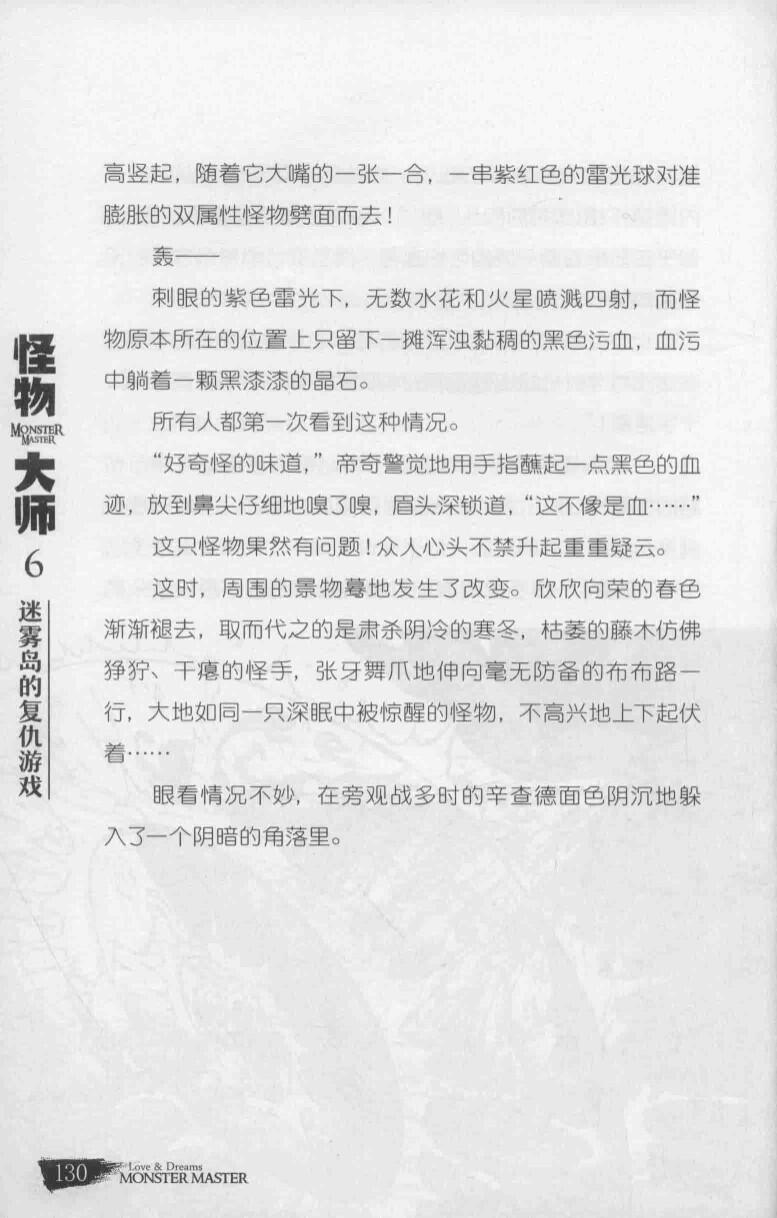 高竖起，随着它大嘴的一张一合，一串紫红色的雷光球对准
膨胀的双属性怪物劈面而去！
轰——
刺眼的紫色雷光下，无数水花和火星喷溅四射，而怪
物原本所在的位置上只留下一摊浑浊黏稠的黑色污血，血污
中躺着一颗黑漆漆的晶石。
所有人都第一次看到这种情况。
“好奇怪的味道，”帝奇警觉地用手指蘸起一点黑色的血
迹，放到鼻尖仔细地嗅了嗅，眉头深锁道，“这不像是血……”
这只怪物果然有问题！众人心头不禁升起重重疑云。
这时，周围的景物蓦地发生了改变。欣欣向荣的春色
渐渐褪去，取而代之的是肃杀阴冷的寒冬，枯萎的藤木仿佛
狰狞、干瘪的怪手，张牙舞爪地伸向毫无防备的布布路一
行，大地如同一只深眠中被惊醒的怪物，不高兴地上下起伏
着……
眼看情况不妙，在旁观战多时的辛查德面色阴沉地躲
入了一个阴暗的角落里。
怪物
MONSTER
MASTER
大师
6
迷雾岛的复仇游戏
130
Love & Dreams
MONSTER MASTER